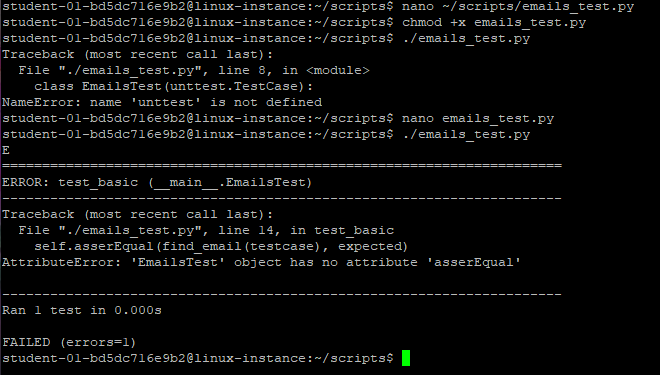 student-01-bd5dc716e9b2@linux-instance:~/scripts$ nano ~/scripts/emails_test.py
student-01-bd5dc716e9b2@linux-instance:~/scripts$ chmod +x emails_test.py
student-01-bd5dc716e9b2@linux-instance:~/scripts$ ./emails_test.py
Traceback (most recent call last):
  File "./emails_test.py", line 8, in <module>
    class EmailsTest(unttest.TestCase):
NameError: name 'unttest' is not defined
student-01-bd5dc716e9b2@linux-instance:~/scripts$ nano emails_test.py
student-01-bd5dc716e9b2@linux-instance:~/scripts$ ./emails_test.py
E
======================================================================
ERROR: test_basic (__main__.EmailsTest)
----------------------------------------------------------------------
Traceback (most recent call last):
  File "./emails_test.py", line 14, in test_basic
    self.asserEqual(find_email(testcase), expected)
AttributeError: 'EmailsTest' object has no attribute 'asserEqual'

----------------------------------------------------------------------
Ran 1 test in 0.000s

FAILED (errors=1)
student-01-bd5dc716e9b2@linux-instance:~/scripts$